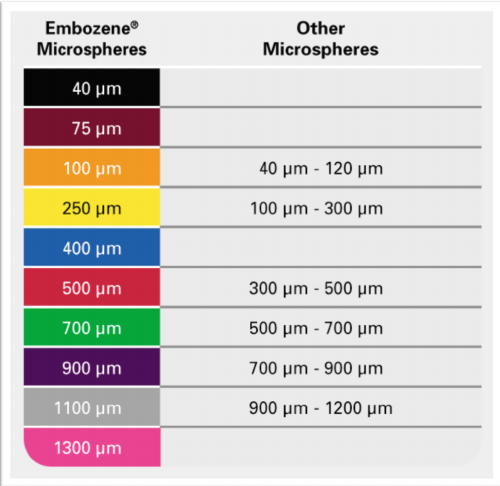 Embozene® Other
Microspheres Microspheres
40 µm
75 µm
100 µm 40 µm - 120 µm
250 µm 100 µm - 300 µm
400 µm
500 µm 300 µm - 500 µm
700 µm 500 µm - 700 µm
900 µm 700 µm - 900 µm
1100 µm 900 µm - 1200 µm
1300 µm